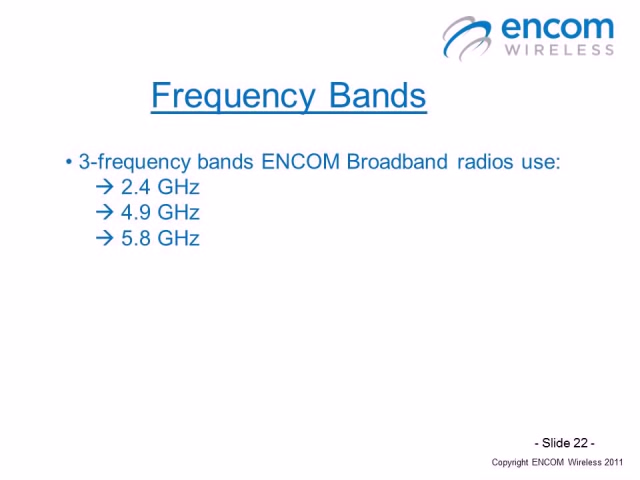 encom
WIRELESS
Frequency Bands
• 3-frequency bands ENCOM Broadband radios use:
→ 2.4 GHz
→ 4.9 GHz
→ 5.8 GHz
- Slide 22 -
Copyright ENCOM Wireless 2011